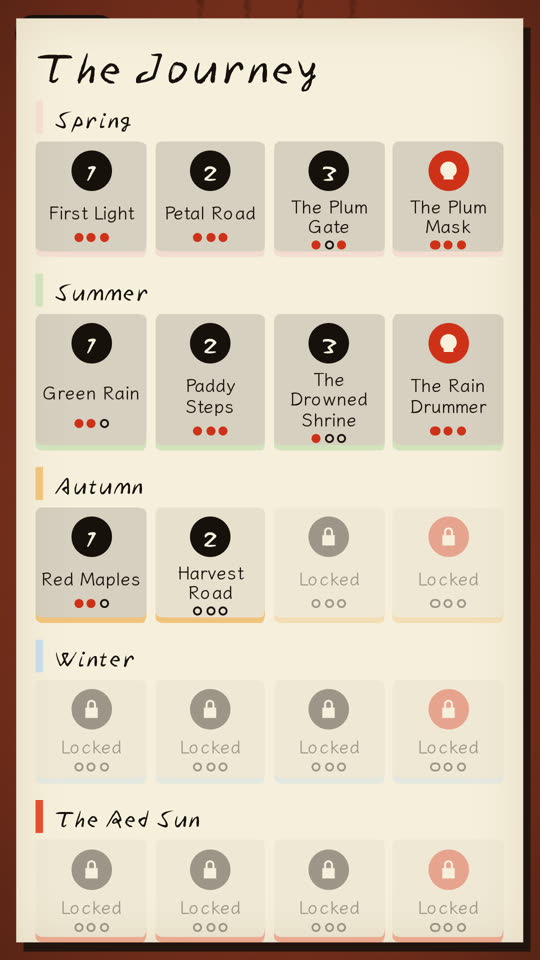 The Journey
Spring
1 2 3
First Light Petal Road The Plum Gate The Plum Mask
Summer
1 2 3
Green Rain Paddy Steps The Drowned Shrine The Rain Drummer
Autumn
1 2
Red Maples Harvest Road Locked Locked
Winter
Locked Locked Locked Locked
The Red Sun
Locked Locked Locked Locked